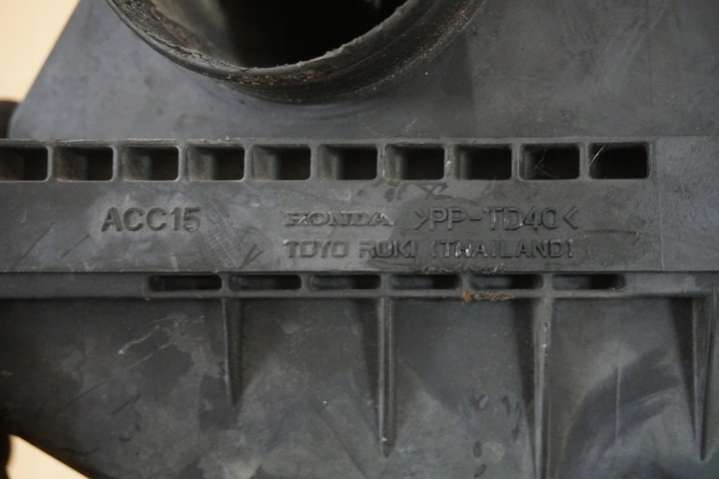 ACC15 HONDA >PP-TD40<
TOYO ROKI (THAILAND)